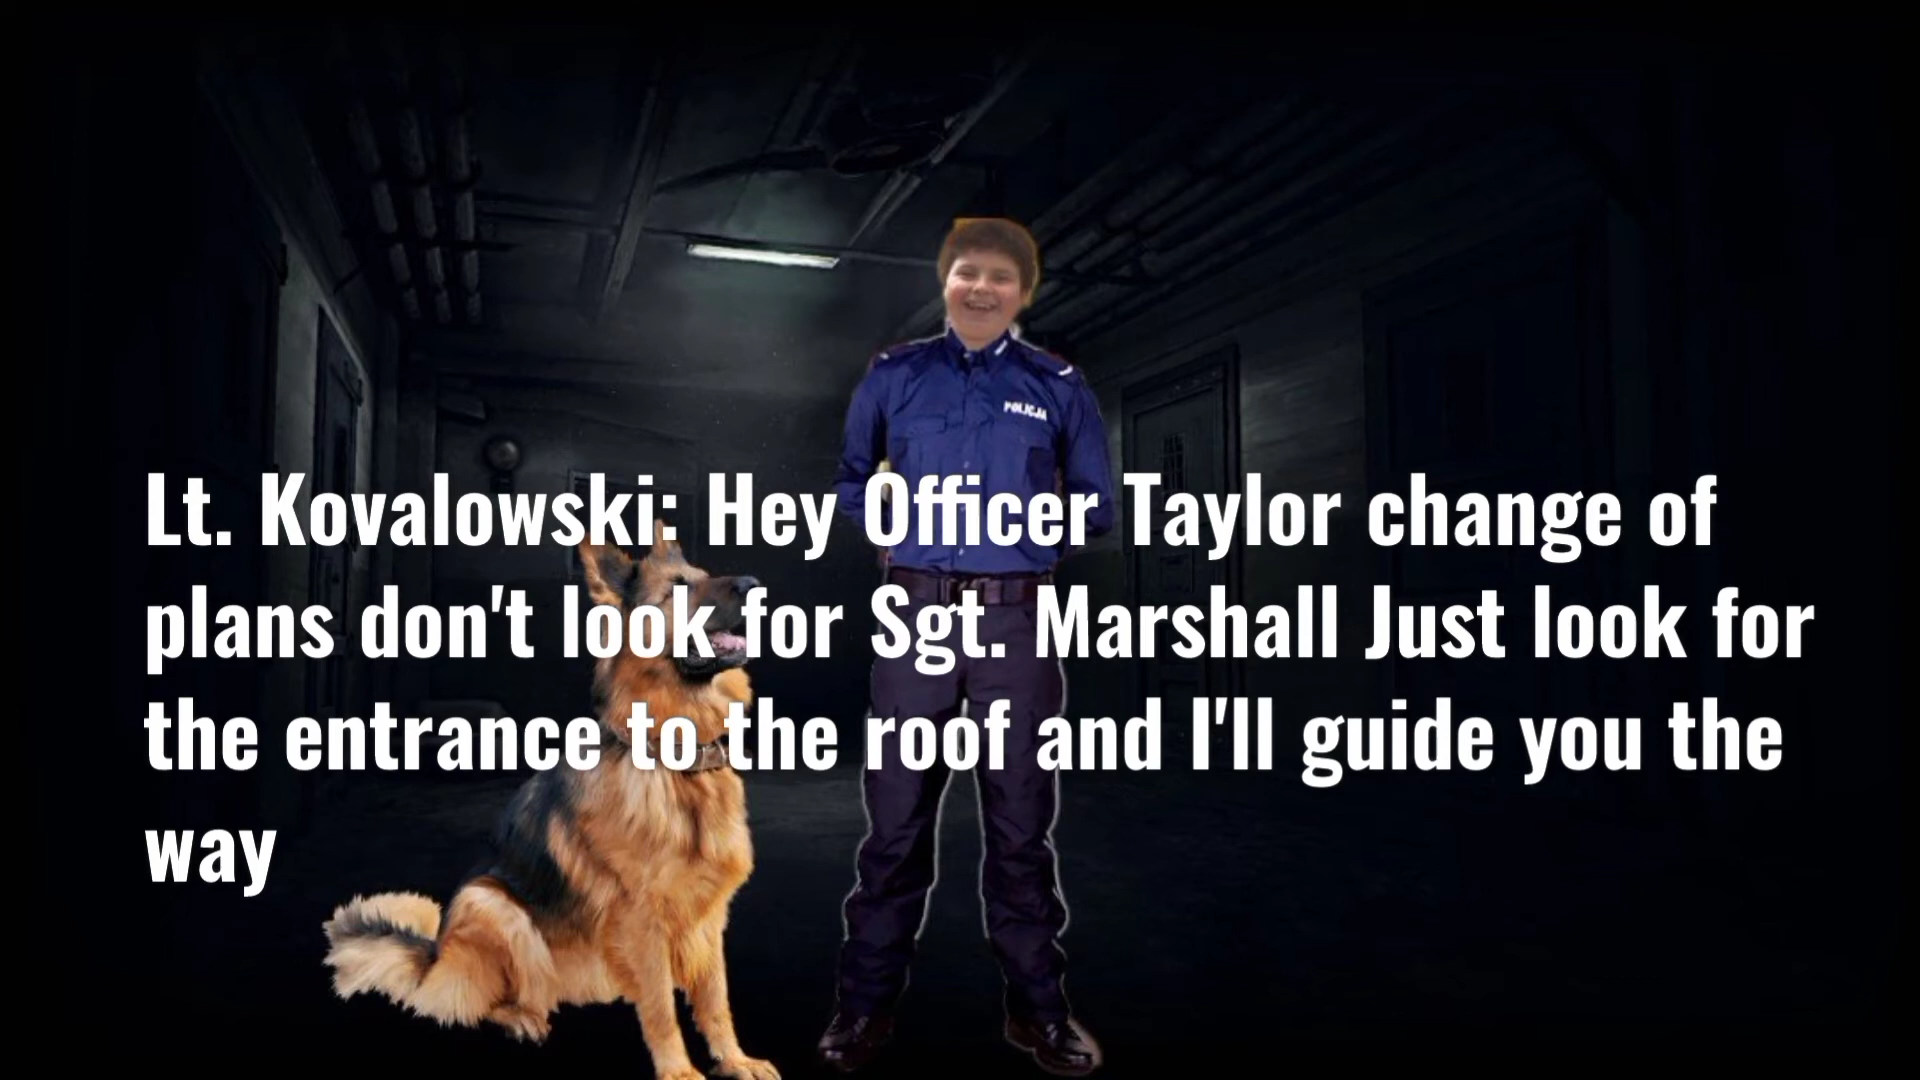 POLICJA
Lt. Kovalowski: Hey Officer Taylor change of
plans don't look for Sgt. Marshall Just look for
the entrance to the roof and I'll guide you the
way